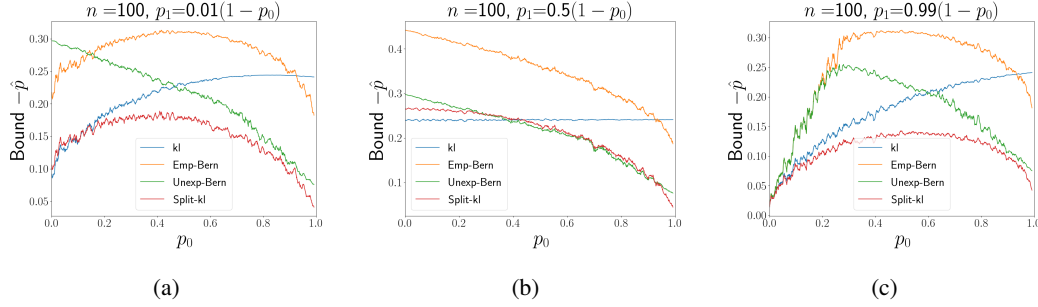 n =100, p₁=0.01(1 − p₀)
Bound −p̂
0.30
0.25
0.20
0.15
0.10
0.05
kl
Emp-Bern
Unexp-Bern
Split-kl
0.0 0.2 0.4 0.6 0.8 1.0
p₀
(a)
n =100, p₁=0.5(1 − p₀)
Bound −p̂
0.4
0.3
0.2
0.1
kl
Emp-Bern
Unexp-Bern
Split-kl
0.0 0.2 0.4 0.6 0.8 1.0
p₀
(b)
n =100, p₁=0.99(1 − p₀)
Bound −p̂
0.30
0.25
0.20
0.15
0.10
0.05
0.00
kl
Emp-Bern
Unexp-Bern
Split-kl
0.0 0.2 0.4 0.6 0.8 1.0
p₀
(c)